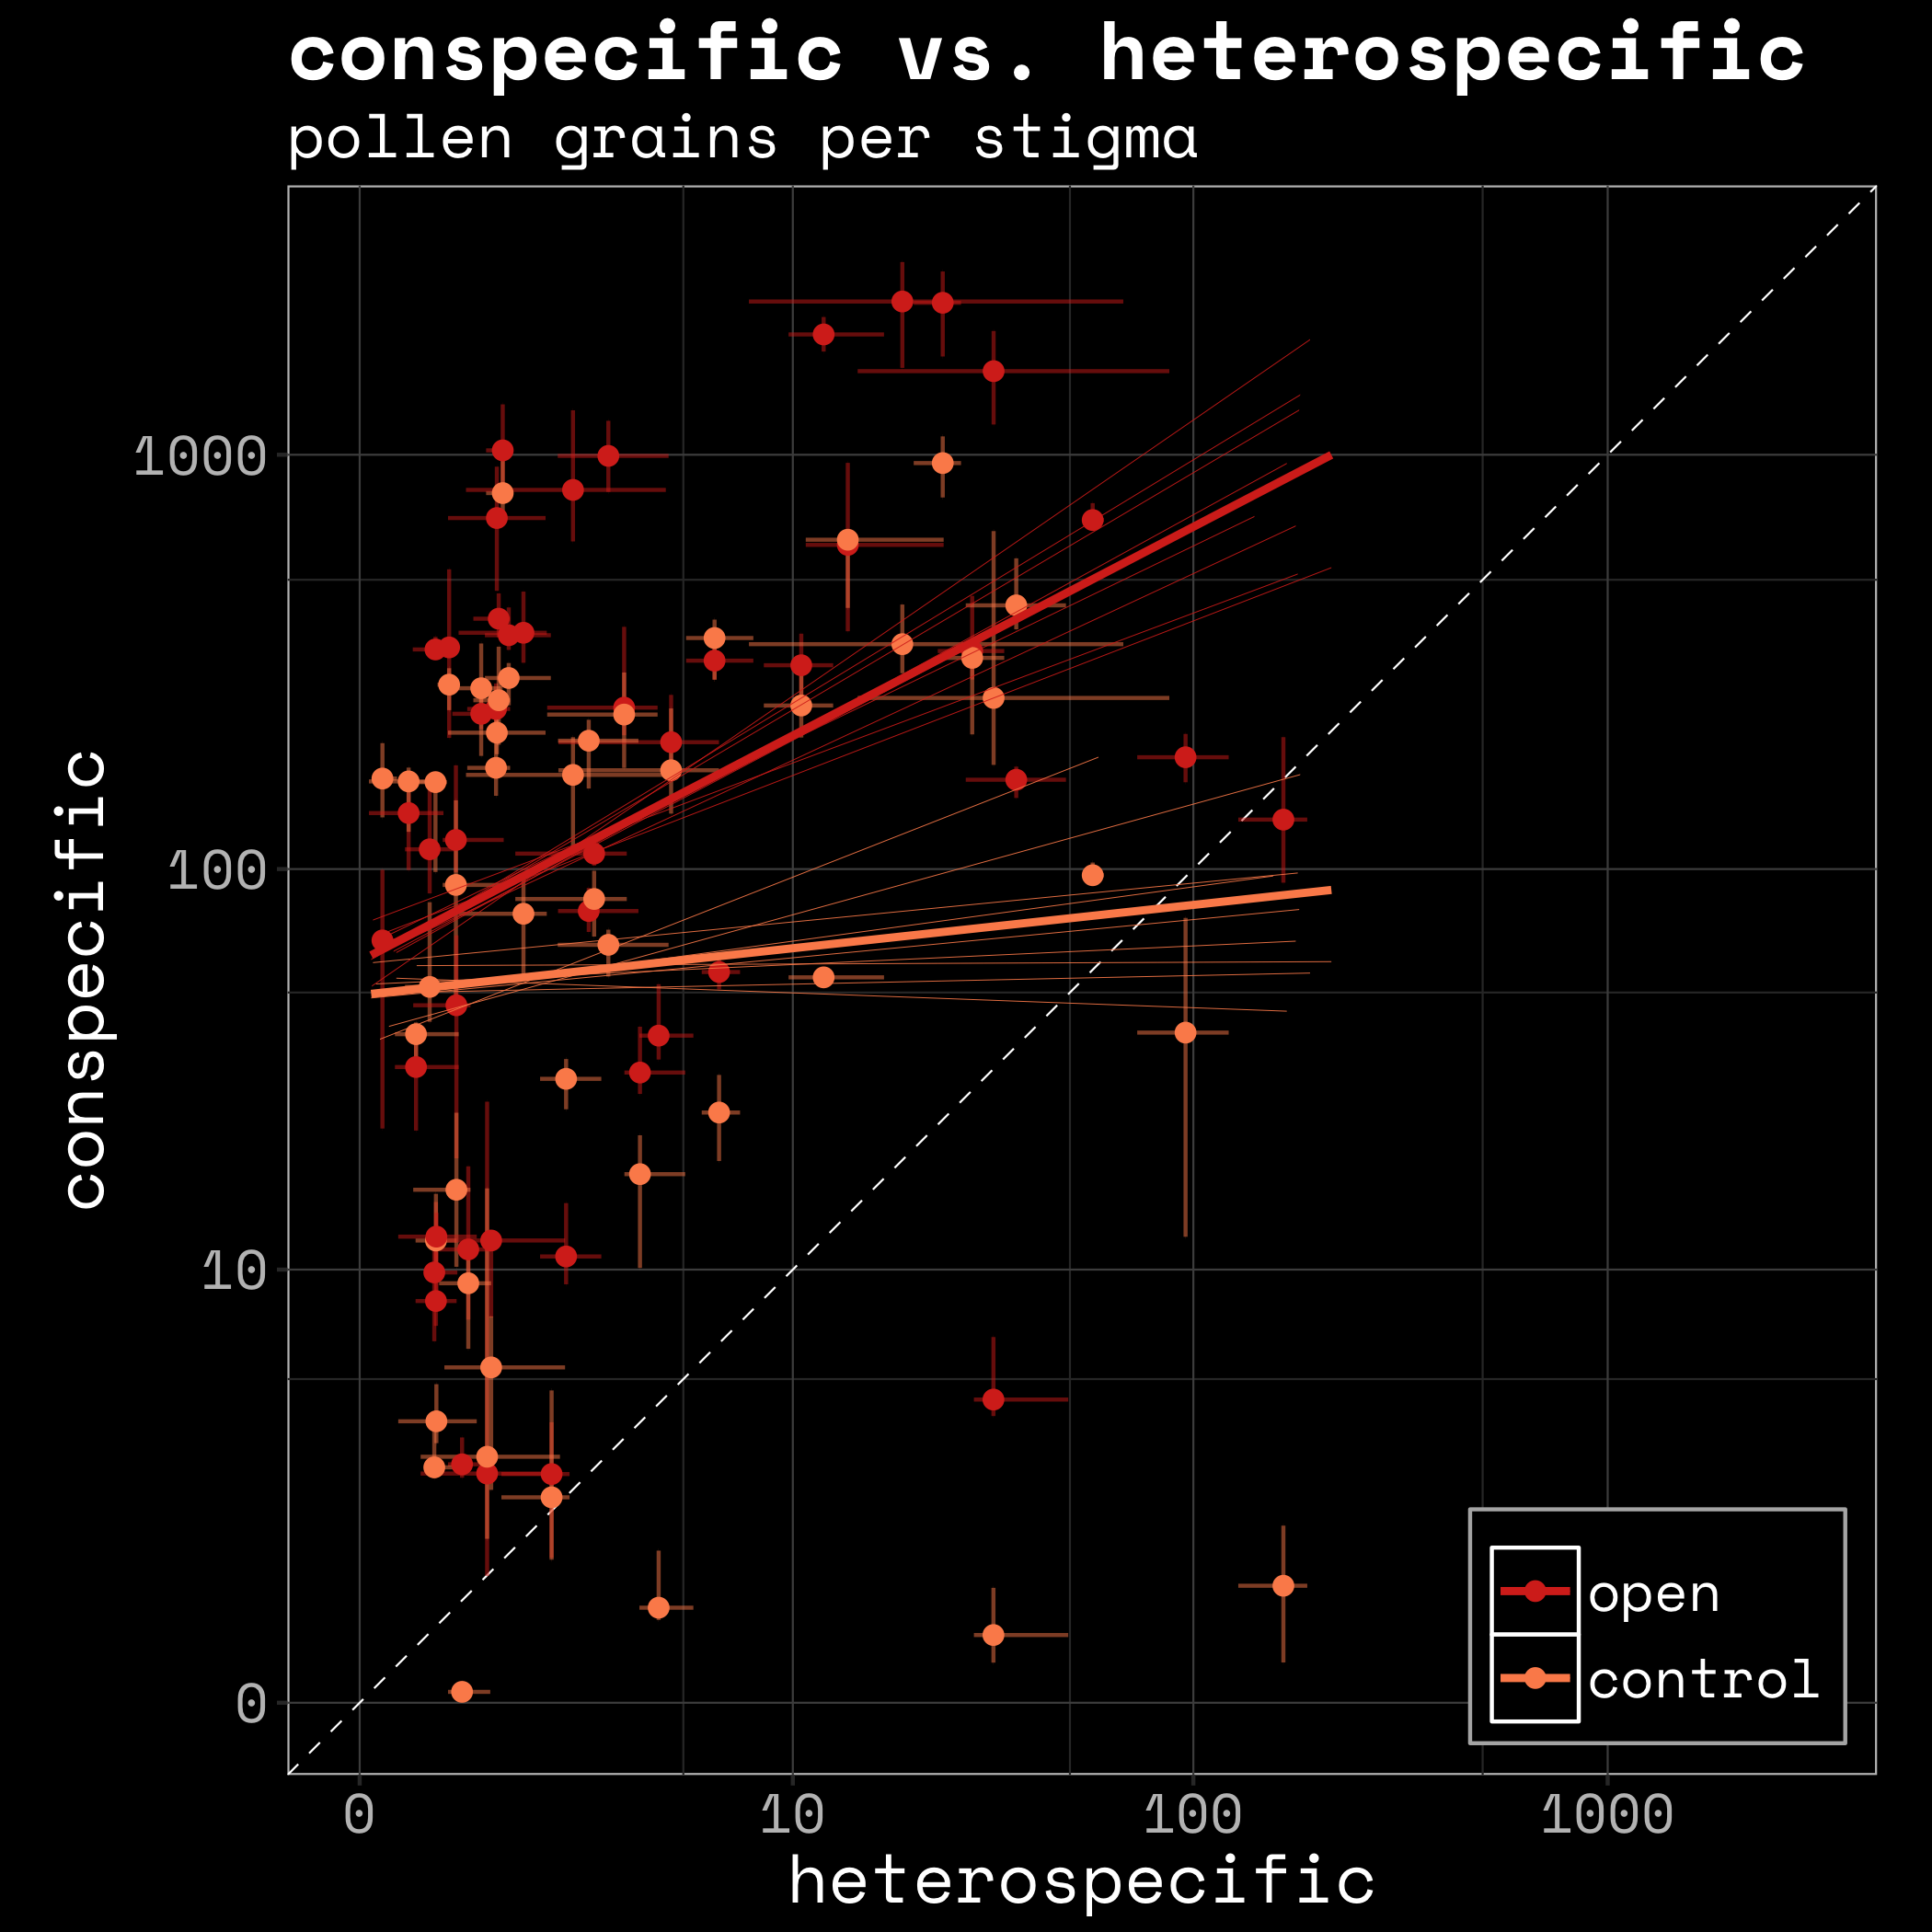 conspecific vs. heterospecific
pollen grains per stigma
conspecific
1000
100
10
0
open
control
0 10 100 1000
heterospecific